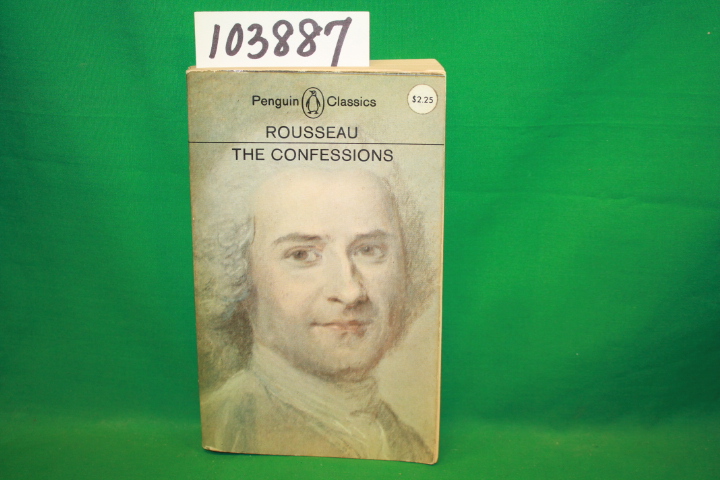 103887
Penguin Classics
$2.25
ROUSSEAU
THE CONFESSIONS